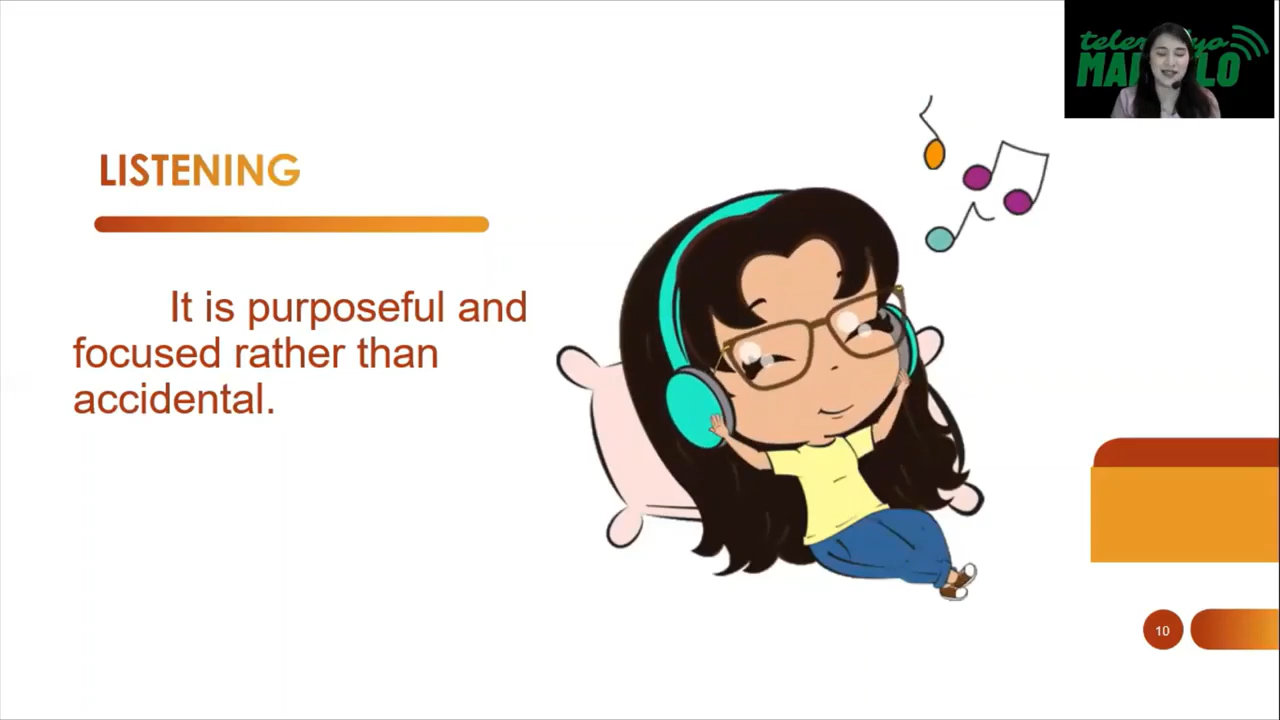 LISTENING
It is purposeful and
focused rather than
accidental.
10